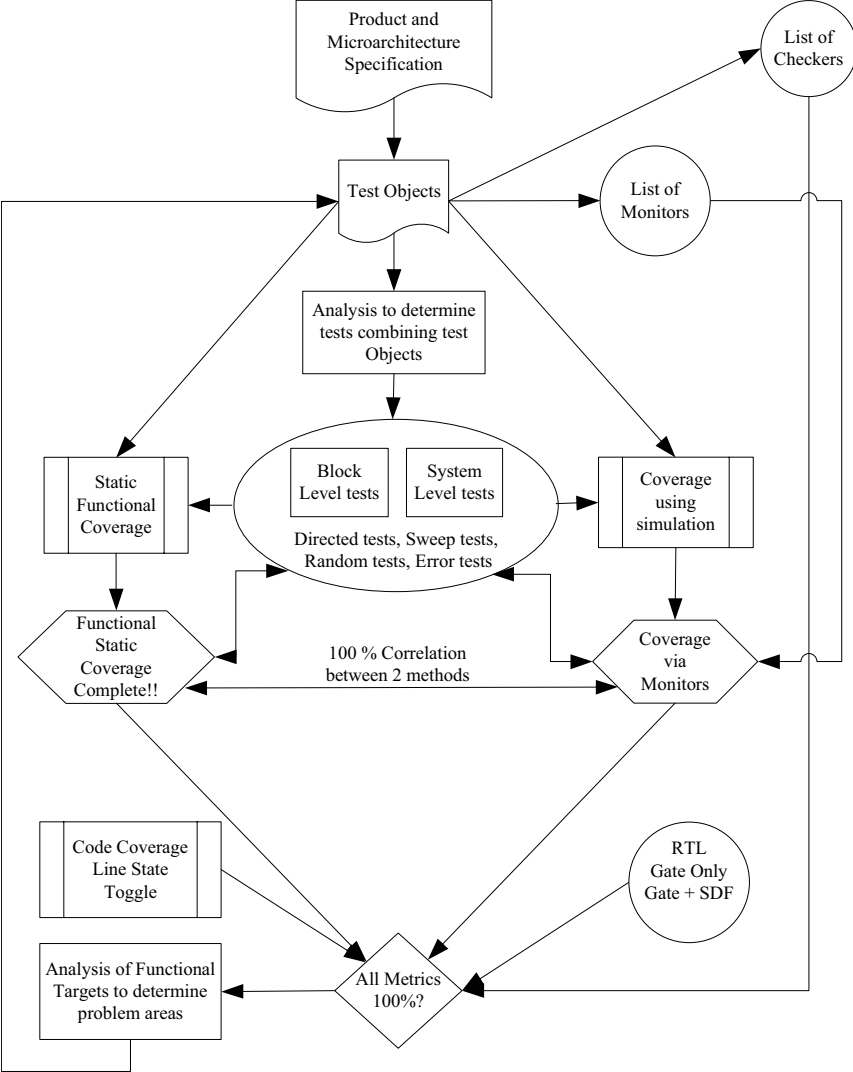 Product and
Microarchitecture
Specification
List of
Checkers
Test Objects
List of
Monitors
Analysis to determine
tests combining test
Objects
Static
Functional
Coverage
Block
Level tests
System
Level tests
Directed tests, Sweep tests,
Random tests, Error tests
Coverage
using
simulation
Functional
Static
Coverage
Complete!!
100 % Correlation
between 2 methods
Coverage
via
Monitors
Code Coverage
Line State
Toggle
RTL
Gate Only
Gate + SDF
Analysis of Functional
Targets to determine
problem areas
All Metrics
100%?